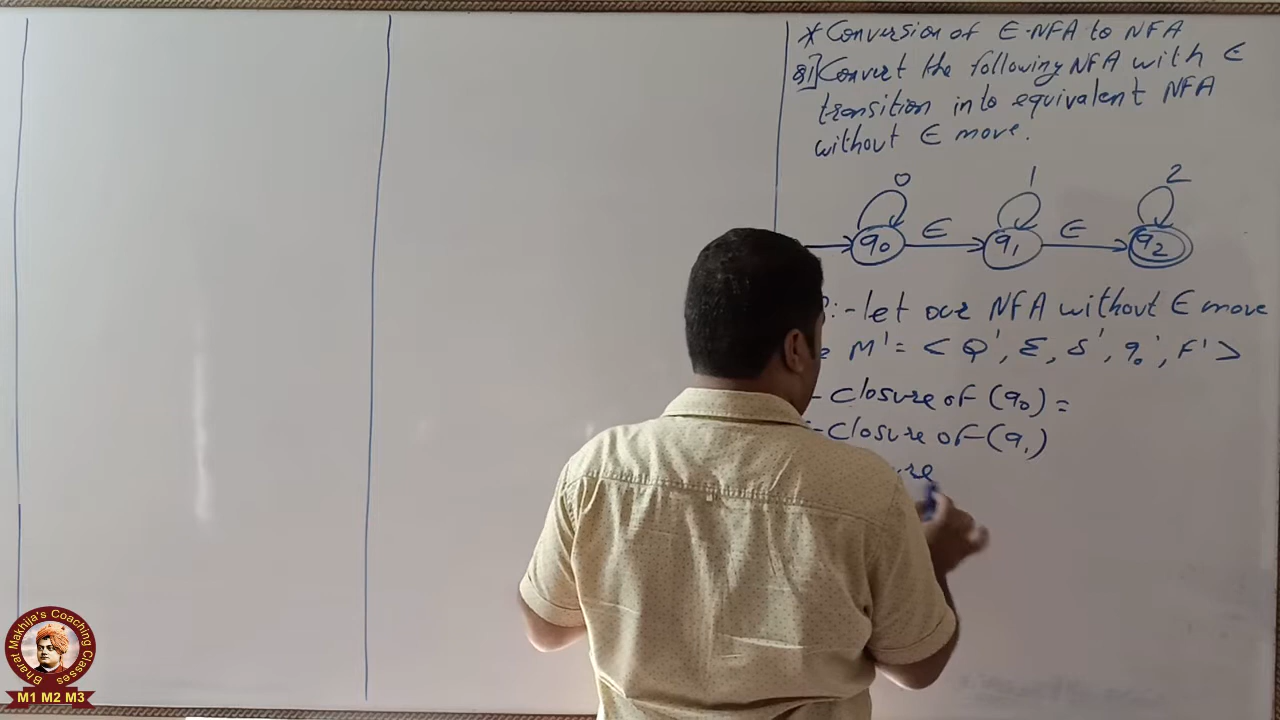 * Conversion of ∈-NFA to NFA
Q1] Convert the following NFA with ∈
transition into equivalent NFA
without ∈ move.
0 1 2
q0 ∈ q1 ∈ q2
:- let our NFA without ∈ move
M' = < Q', Σ, δ', q0', F' >
- closure of (q0) =
-closure of (q1)
Bharat Makhija's Coaching Classes
M1 M2 M3